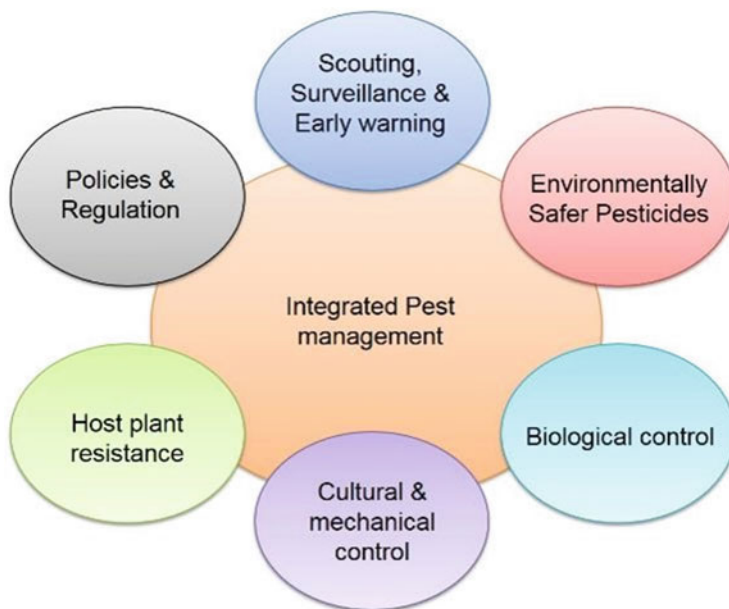 Scouting,
Surveillance &
Early warning
Policies &
Regulation
Environmentally
Safer Pesticides
Integrated Pest
management
Host plant
resistance
Biological control
Cultural &
mechanical
control